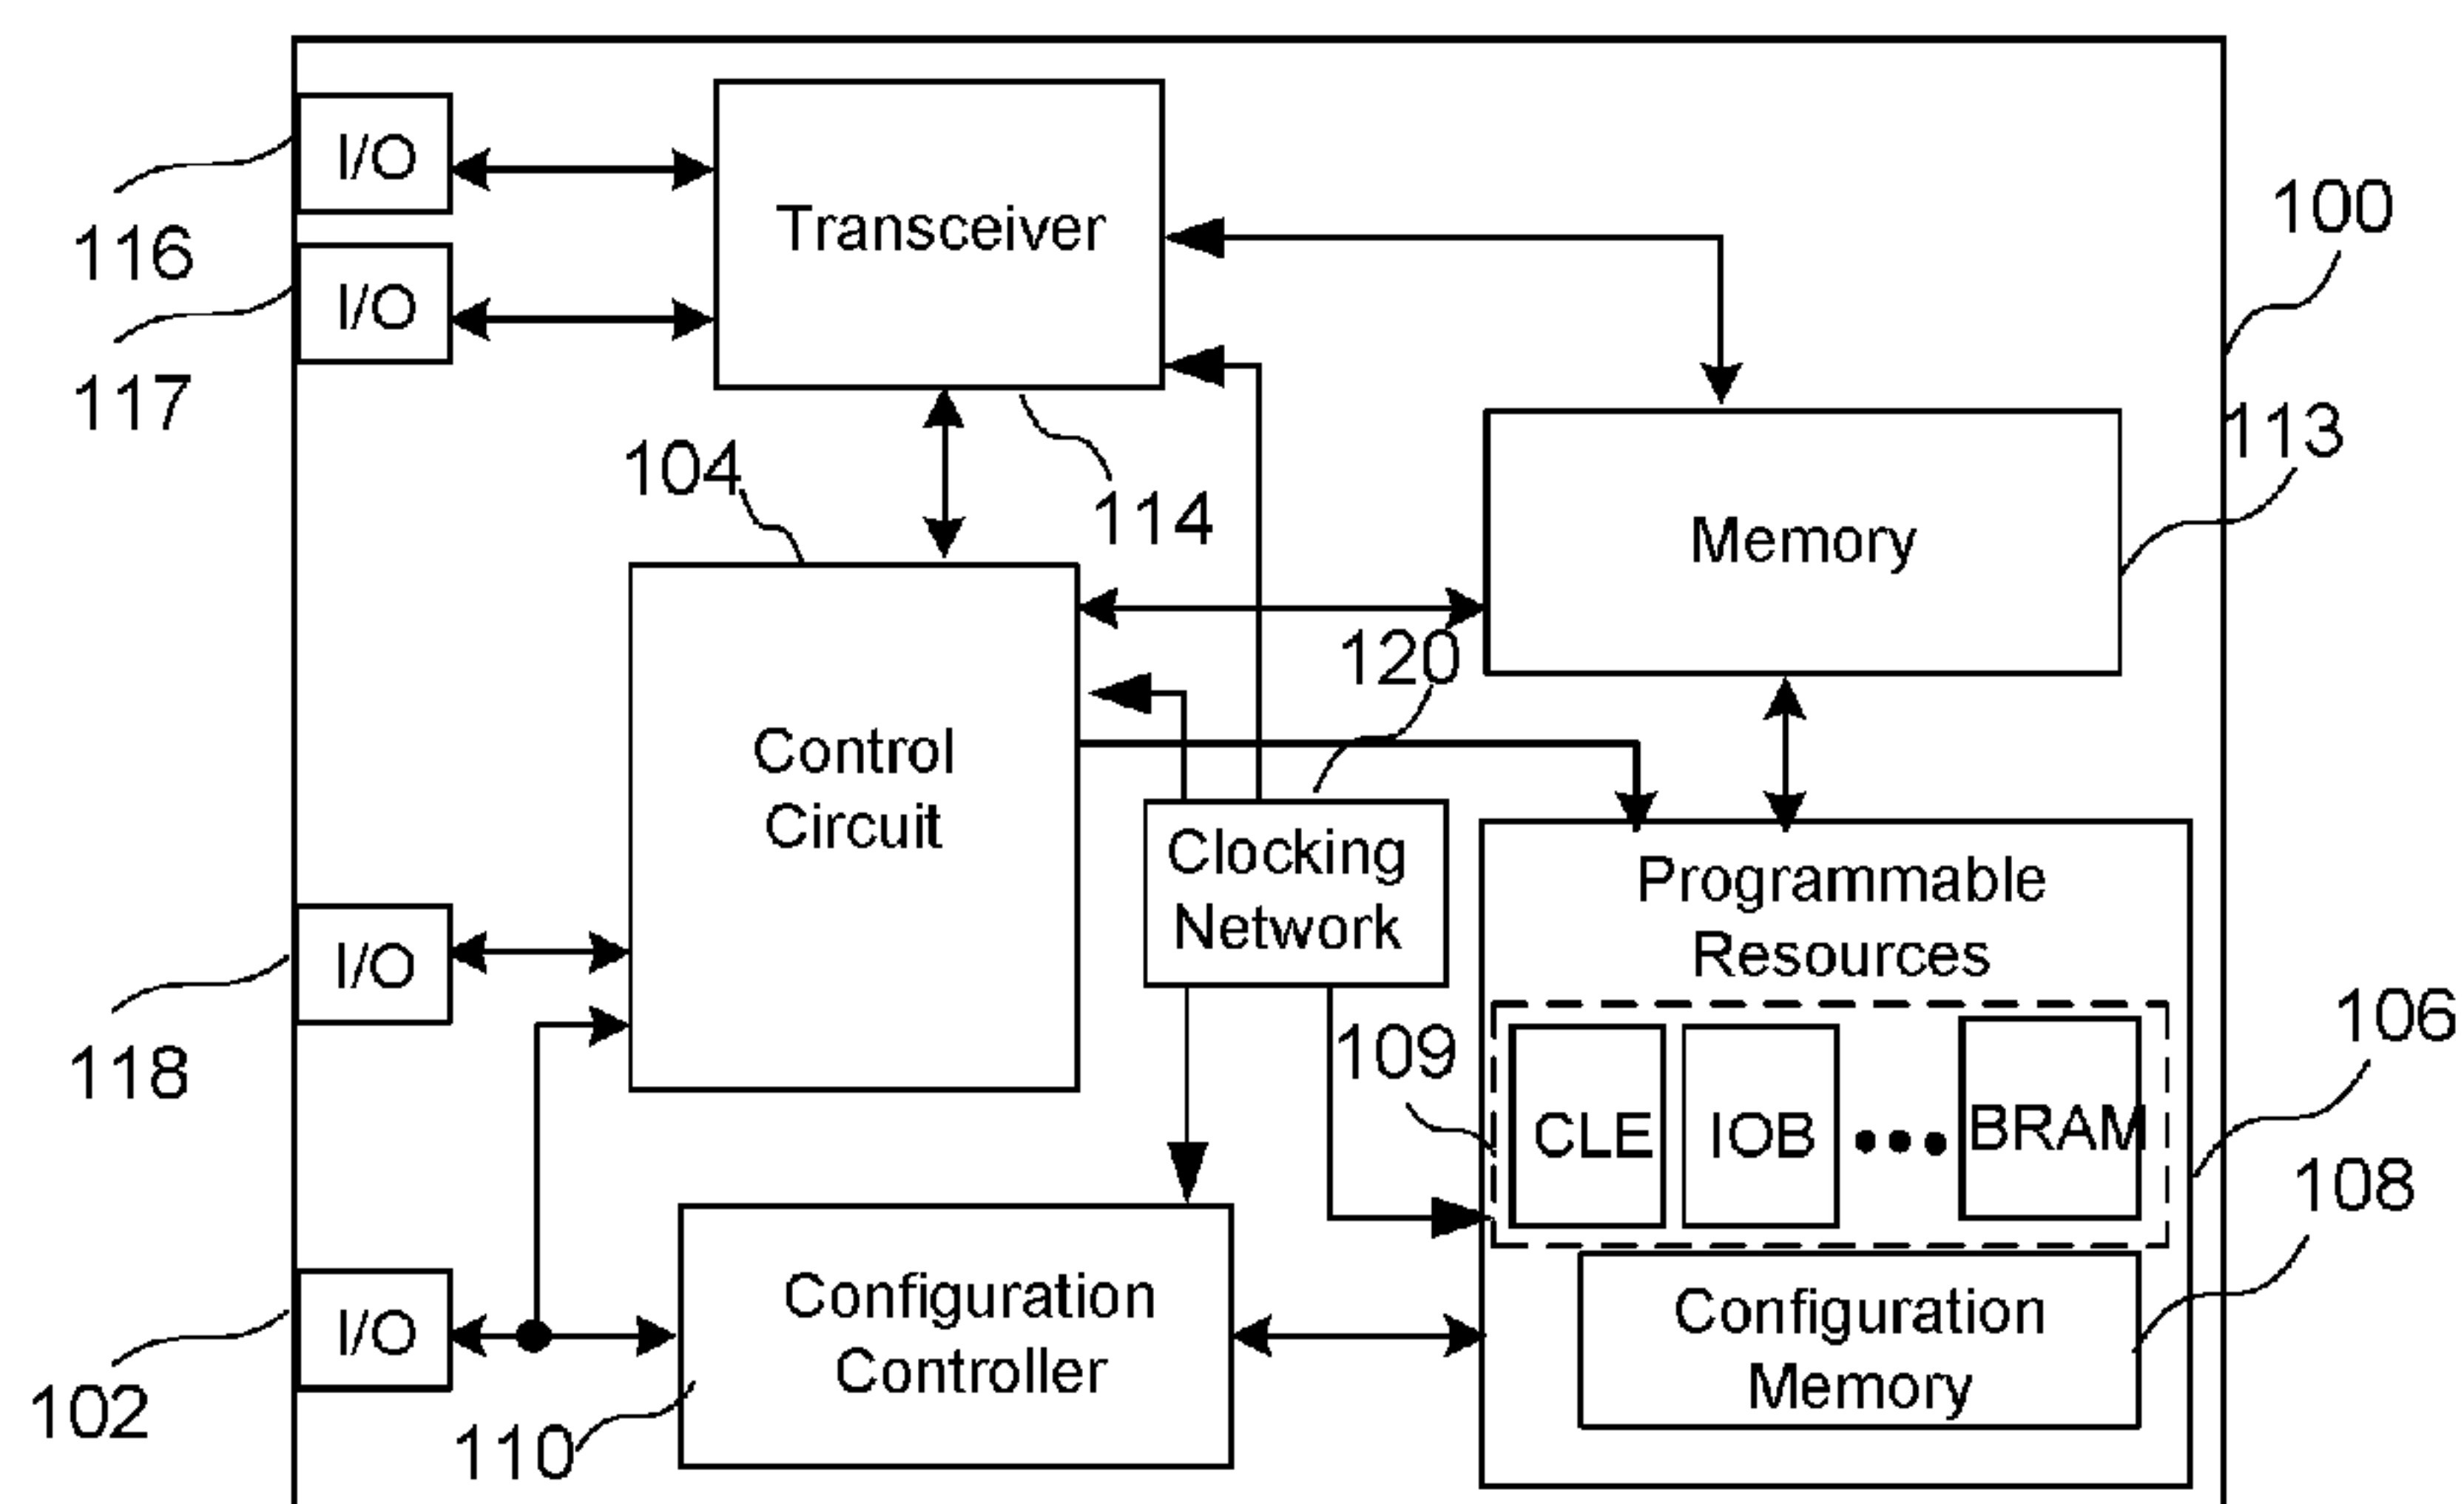 I/O
116
I/O
117
Transceiver
100
113
104
114
Memory
120
Control
Circuit
Clocking
Network
Programmable
Resources
I/O
118
109
106
CLE
IOB
BRAM
108
I/O
102
Configuration
Controller
110
Configuration
Memory